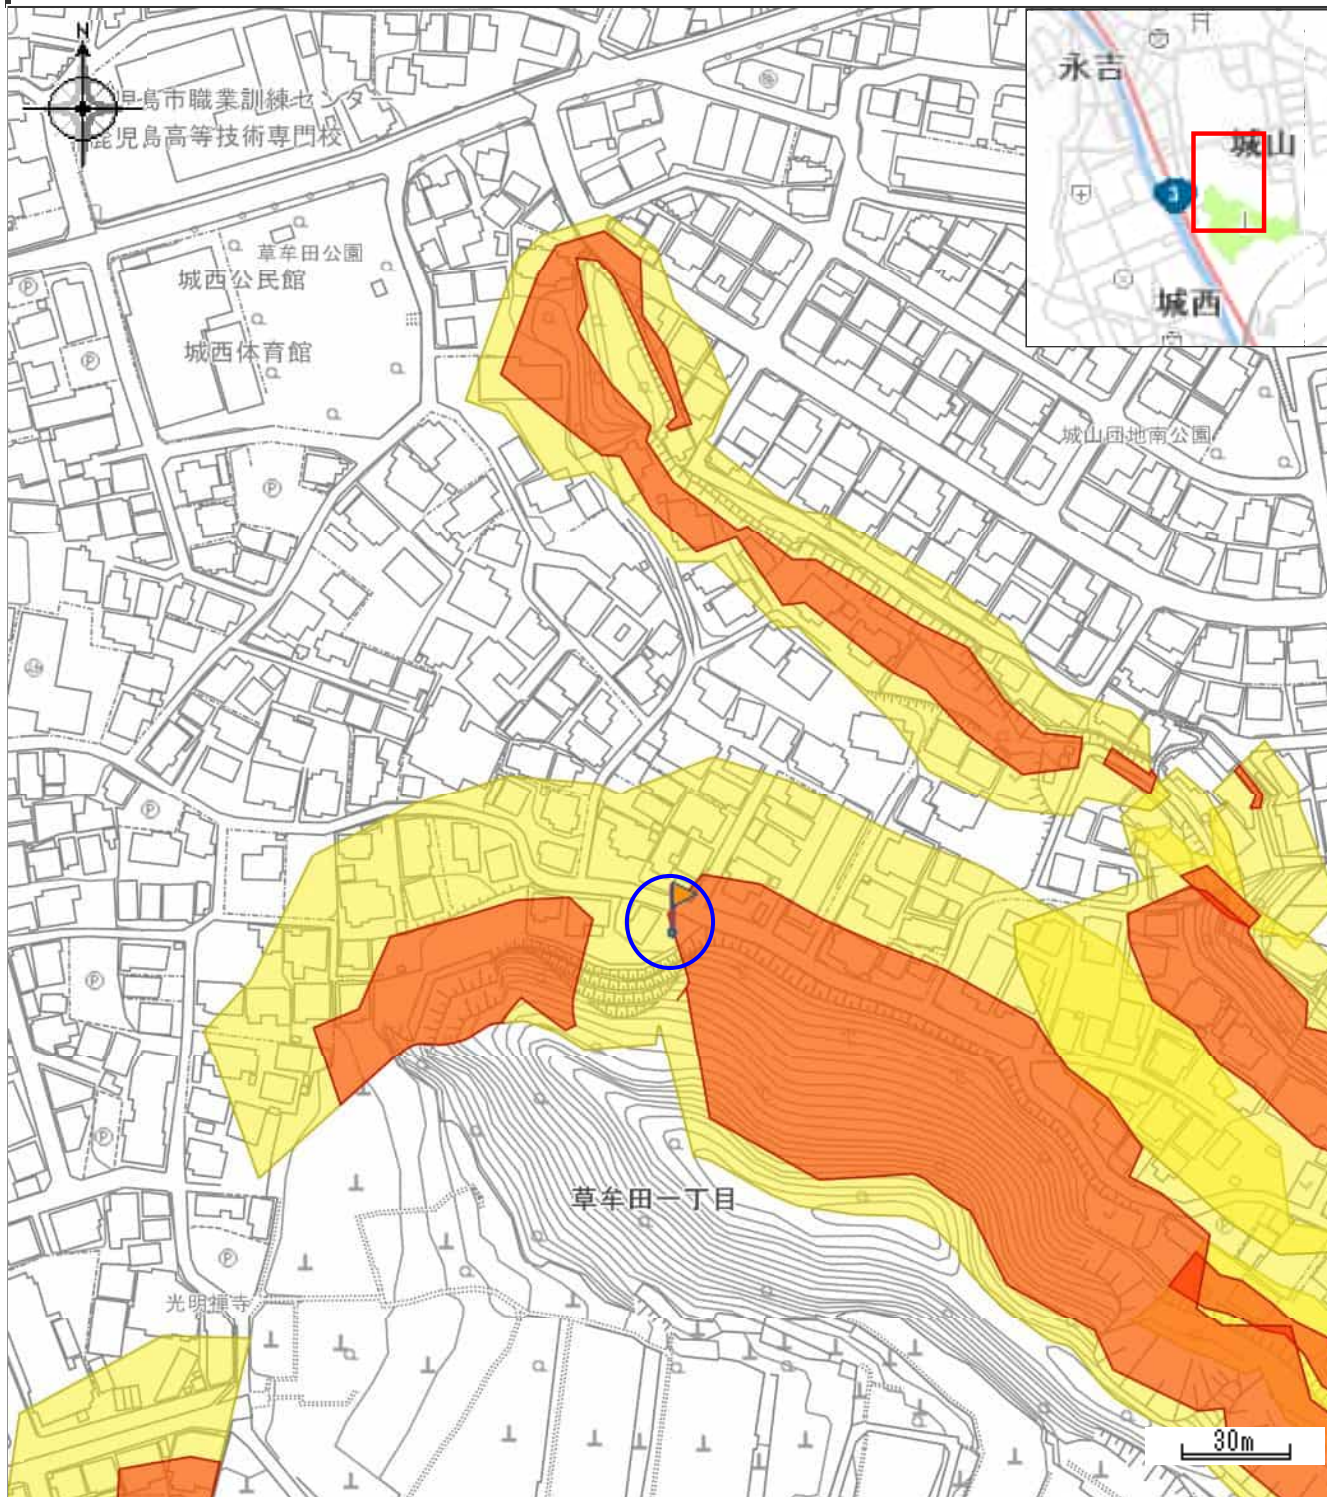 N
児島市職業訓練センター
鹿児島高等技術専門校
永吉
城山
3
城西
草牟田公園
城西公民館
城西体育館
城山団地南公園
草牟田一丁目
光明禅寺
30m
P
P
P
P
P
P
P